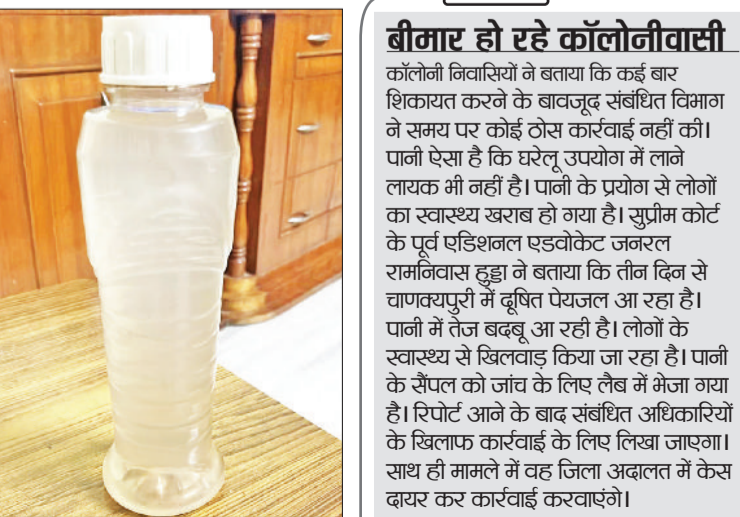 बीमार हो रहे कॉलोनीवासी
कॉलोनी निवासियों ने बताया कि कई बार
शिकायत करने के बावजूद संबंधित विभाग
ने समय पर कोई ठोस कार्रवाई नहीं की।
पानी ऐसा है कि घरेलू उपयोग में लाने
लायक भी नहीं है। पानी के प्रयोग से लोगों
का स्वास्थ्य खराब हो गया है। सुप्रीम कोर्ट
के पूर्व एडिशनल एडवोकेट जनरल
रामनिवास हुड्डा ने बताया कि तीन दिन से
चाणक्यपुरी में दूषित पेयजल आ रहा है।
पानी में तेज बदबू आ रही है। लोगों के
स्वास्थ्य से खिलवाड़ किया जा रहा है। पानी
के सैंपल को जांच के लिए लैब में भेजा गया
है। रिपोर्ट आने के बाद संबंधित अधिकारियों
के खिलाफ कार्रवाई के लिए लिखा जाएगा।
साथ ही मामले में वह जिला अदालत में केस
दायर कर कार्रवाई करवाएंगे।